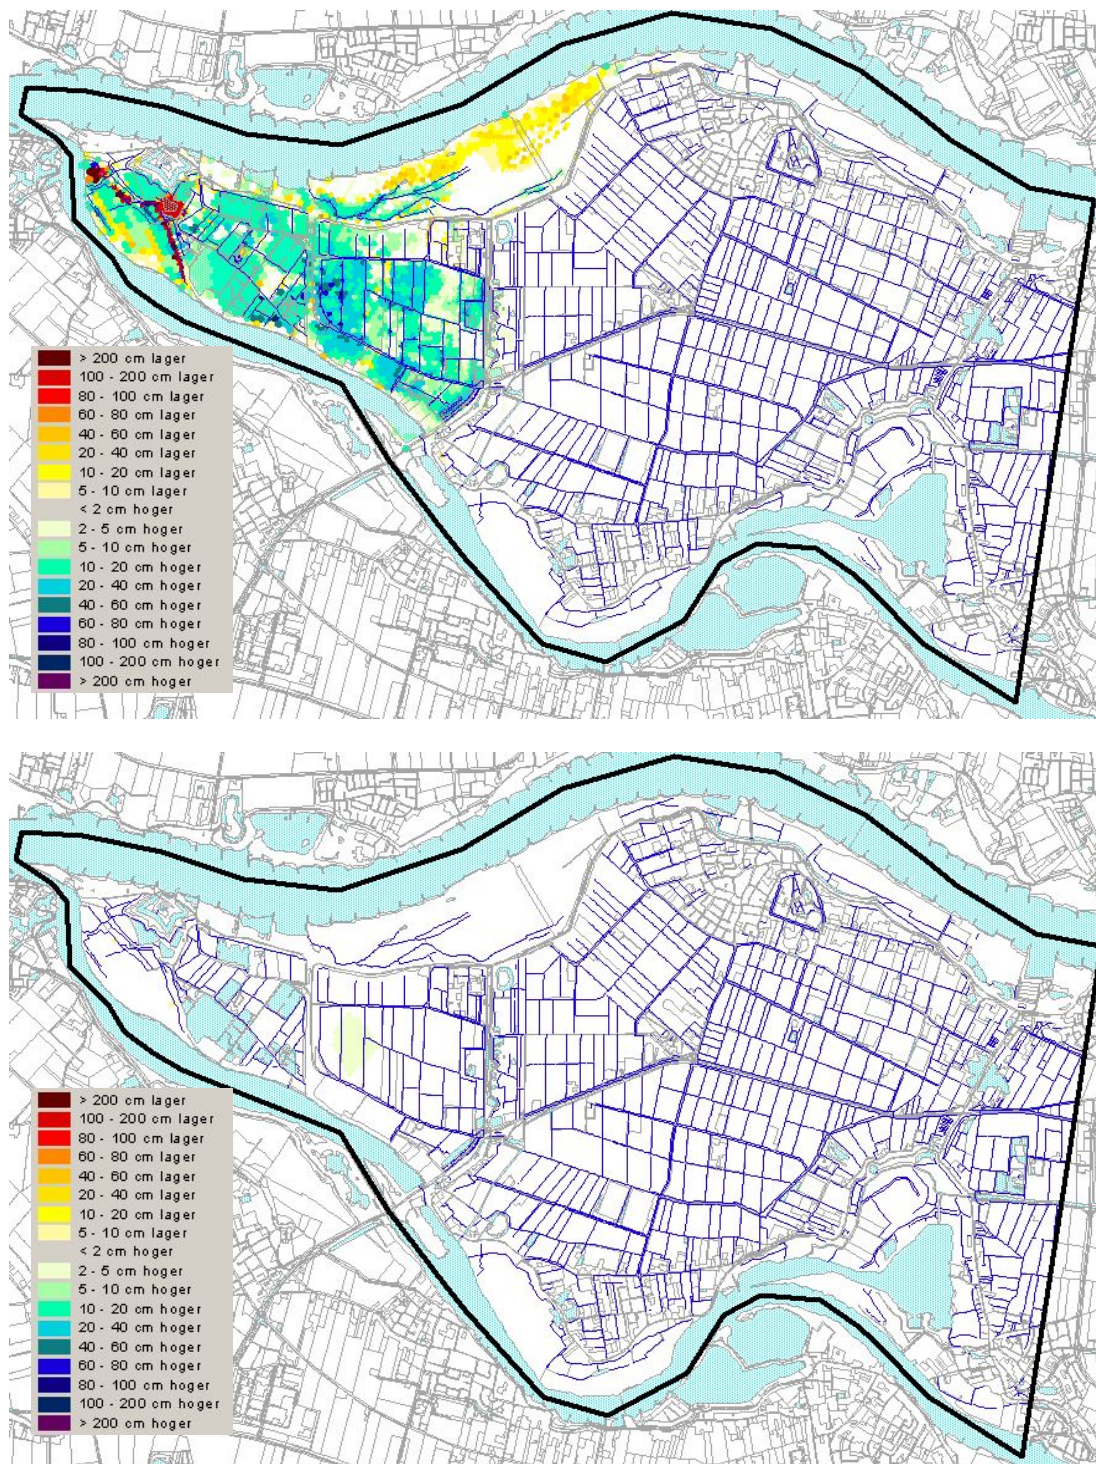 > 200 cm lager
100 - 200 cm lager
80 - 100 cm lager
60 - 80 cm lager
40 - 60 cm lager
20 - 40 cm lager
10 - 20 cm lager
5 - 10 cm lager
< 2 cm hoger
2 - 5 cm hoger
5 - 10 cm hoger
10 - 20 cm hoger
20 - 40 cm hoger
40 - 60 cm hoger
60 - 80 cm hoger
80 - 100 cm hoger
100 - 200 cm hoger
> 200 cm hoger
> 200 cm lager
100 - 200 cm lager
80 - 100 cm lager
60 - 80 cm lager
40 - 60 cm lager
20 - 40 cm lager
10 - 20 cm lager
5 - 10 cm lager
< 2 cm hoger
2 - 5 cm hoger
5 - 10 cm hoger
10 - 20 cm hoger
20 - 40 cm hoger
40 - 60 cm hoger
60 - 80 cm hoger
80 - 100 cm hoger
100 - 200 cm hoger
> 200 cm hoger